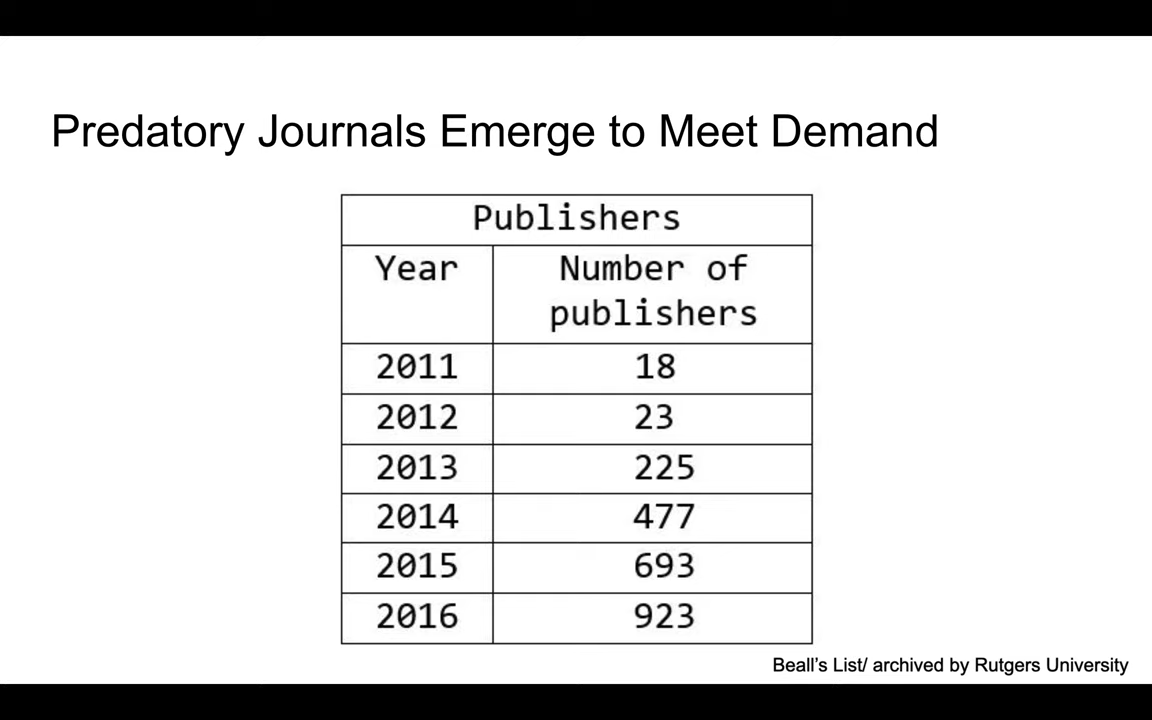 Predatory Journals Emerge to Meet Demand
Publishers
Year Number of
publishers
2011 18
2012 23
2013 225
2014 477
2015 693
2016 923
Beall's List/ archived by Rutgers University